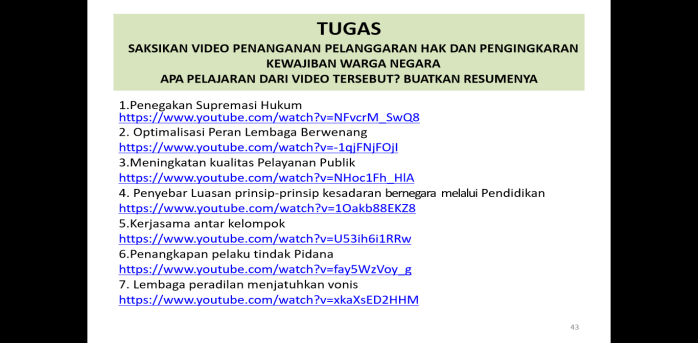 TUGAS
SAKSIKAN VIDEO PENANGANAN PELANGGARAN HAK DAN PENGINGKARAN
KEWAJIBAN WARGA NEGARA
APA PELAJARAN DARI VIDEO TERSEBUT? BUATKAN RESUMENYA
1.Penegakan Supremasi Hukum
https://www.youtube.com/watch?v=NFvcrM_SwQ8
2. Optimalisasi Peran Lembaga Berwenang
https://www.youtube.com/watch?v=-1qjFNjFOjI
3.Meningkatan kualitas Pelayanan Publik
https://www.youtube.com/watch?v=NHoc1Fh_HlA
4. Penyebar Luasan prinsip-prinsip kesadaran bernegara melalui Pendidikan
https://www.youtube.com/watch?v=1Oakb88EKZ8
5.Kerjasama antar kelompok
https://www.youtube.com/watch?v=U53ih6i1RRw
6.Penangkapan pelaku tindak Pidana
https://www.youtube.com/watch?v=fay5WzVoy_g
7. Lembaga peradilan menjatuhkan vonis
https://www.youtube.com/watch?v=xkaXsED2HHM
43